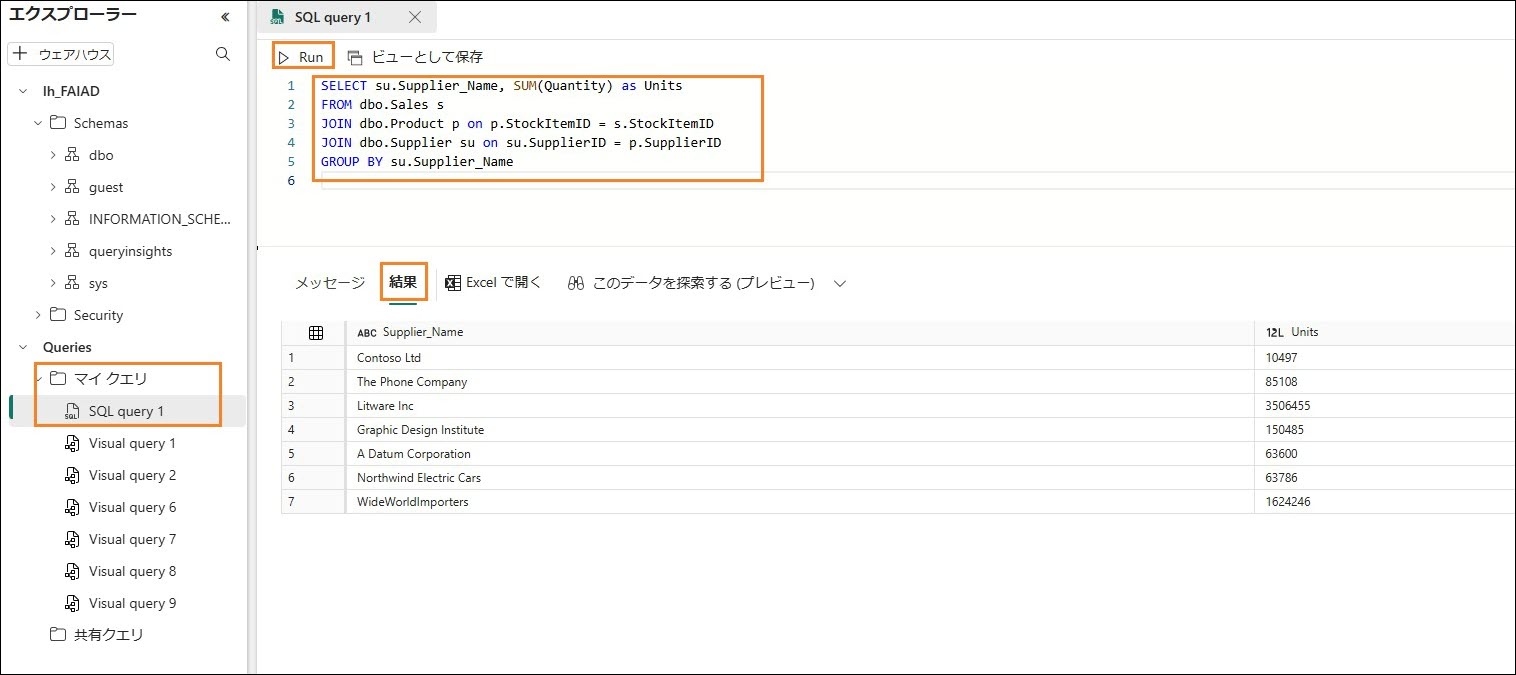 エクスプローラー «
+ ウェアハウス
lh_FAIAD
Schemas
dbo
guest
INFORMATION_SCHE...
queryinsights
sys
Security
Queries
マイ クエリ
SQL query 1
Visual query 1
Visual query 2
Visual query 6
Visual query 7
Visual query 8
Visual query 9
共有クエリ
SQL query 1
Run ビューとして保存
1 SELECT su.Supplier_Name, SUM(Quantity) as Units
2 FROM dbo.Sales s
3 JOIN dbo.Product p on p.StockItemID = s.StockItemID
4 JOIN dbo.Supplier su on su.SupplierID = p.SupplierID
5 GROUP BY su.Supplier_Name
6
メッセージ 結果 Excel で開く このデータを探索する (プレビュー)
ABC Supplier_Name 12L Units
1 Contoso Ltd 10497
2 The Phone Company 85108
3 Litware Inc 3506455
4 Graphic Design Institute 150485
5 A Datum Corporation 63600
6 Northwind Electric Cars 63786
7 WideWorldImporters 1624246